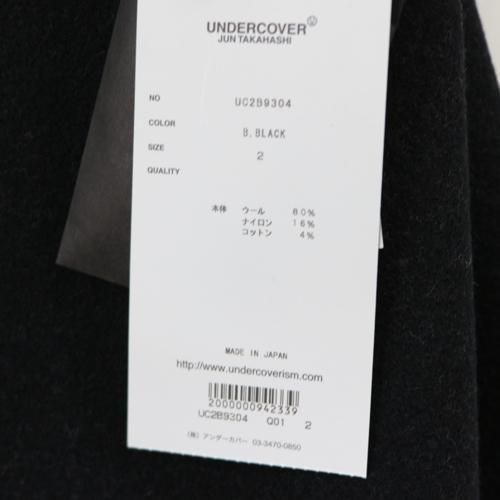 UNDERCOVER
JUN TAKAHASHI
NO UC2B9304
COLOR B.BLACK
SIZE 2
QUALITY
本体 ウール 80%
ナイロン 16%
コットン 4%
MADE IN JAPAN
http://www.undercoverism.com
2000000942339
UC2B9304 Q01 2
(株) アンダーカバー 03-3470-0850